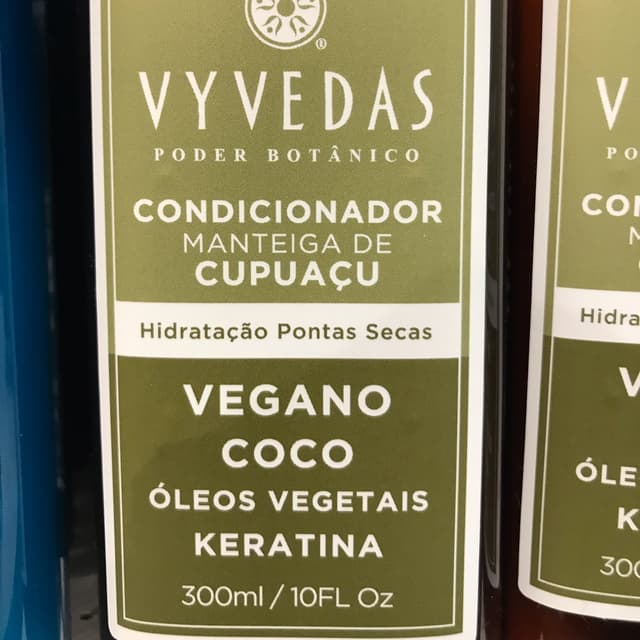 VYVEDAS
PODER BOTÂNICO
CONDICIONADOR
MANTEIGA DE
CUPUAÇU
Hidratação Pontas Secas
VEGANO
COCO
ÓLEOS VEGETAIS
KERATINA
300ml / 10FL Oz